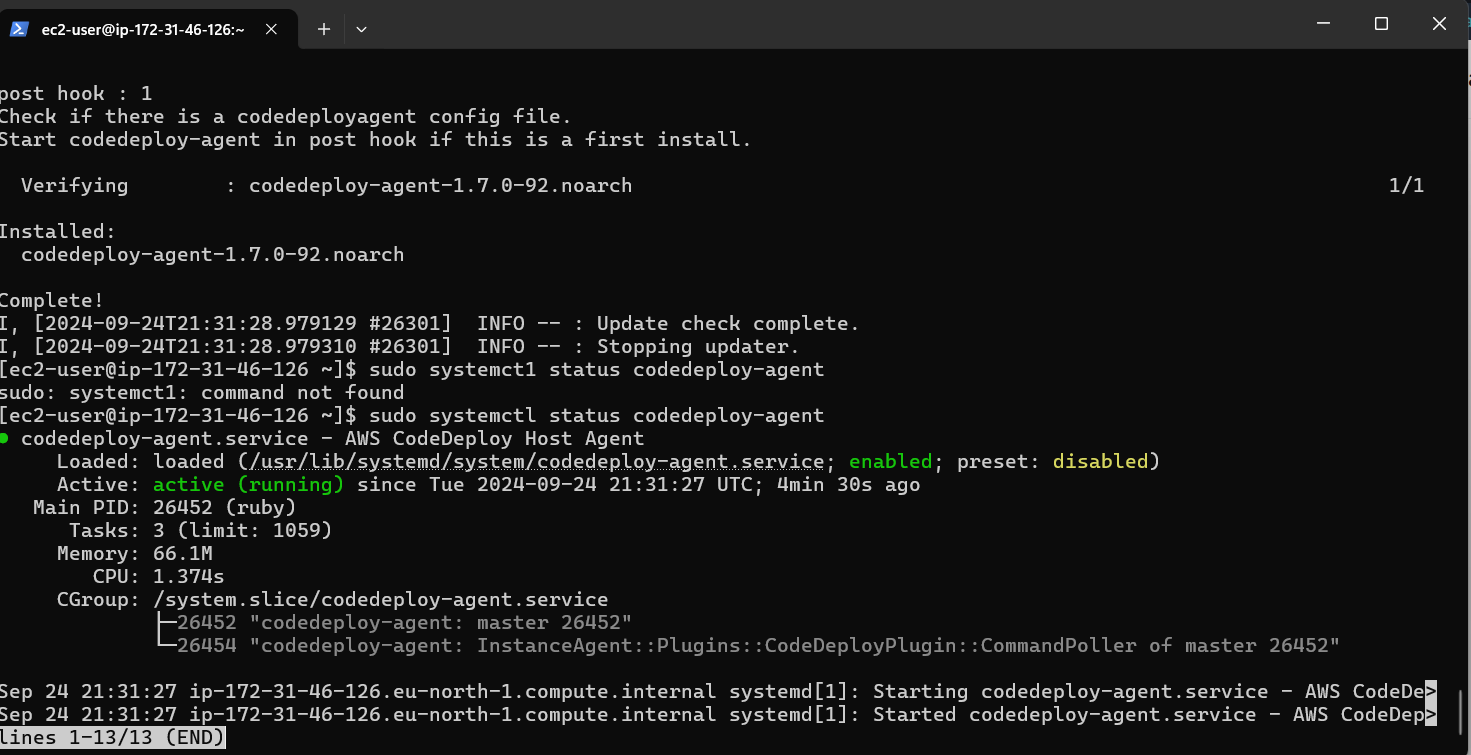 ec2-user@ip-172-31-46-126:~
post hook : 1
Check if there is a codedeployagent config file.
Start codedeploy-agent in post hook if this is a first install.
Verifying : codedeploy-agent-1.7.0-92.noarch 1/1
Installed:
codedeploy-agent-1.7.0-92.noarch
Complete!
I, [2024-09-24T21:31:28.979129 #26301] INFO -- : Update check complete.
I, [2024-09-24T21:31:28.979310 #26301] INFO -- : Stopping updater.
[ec2-user@ip-172-31-46-126 ~]$ sudo systemct1 status codedeploy-agent
sudo: systemct1: command not found
[ec2-user@ip-172-31-46-126 ~]$ sudo systemctl status codedeploy-agent
● codedeploy-agent.service - AWS CodeDeploy Host Agent
Loaded: loaded (/usr/lib/systemd/system/codedeploy-agent.service; enabled; preset: disabled)
Active: active (running) since Tue 2024-09-24 21:31:27 UTC; 4min 30s ago
Main PID: 26452 (ruby)
Tasks: 3 (limit: 1059)
Memory: 66.1M
CPU: 1.374s
CGroup: /system.slice/codedeploy-agent.service
├─26452 "codedeploy-agent: master 26452"
└─26454 "codedeploy-agent: InstanceAgent::Plugins::CodeDeployPlugin::CommandPoller of master 26452"
Sep 24 21:31:27 ip-172-31-46-126.eu-north-1.compute.internal systemd[1]: Starting codedeploy-agent.service - AWS CodeDe>
Sep 24 21:31:27 ip-172-31-46-126.eu-north-1.compute.internal systemd[1]: Started codedeploy-agent.service - AWS CodeDep>
lines 1-13/13 (END)